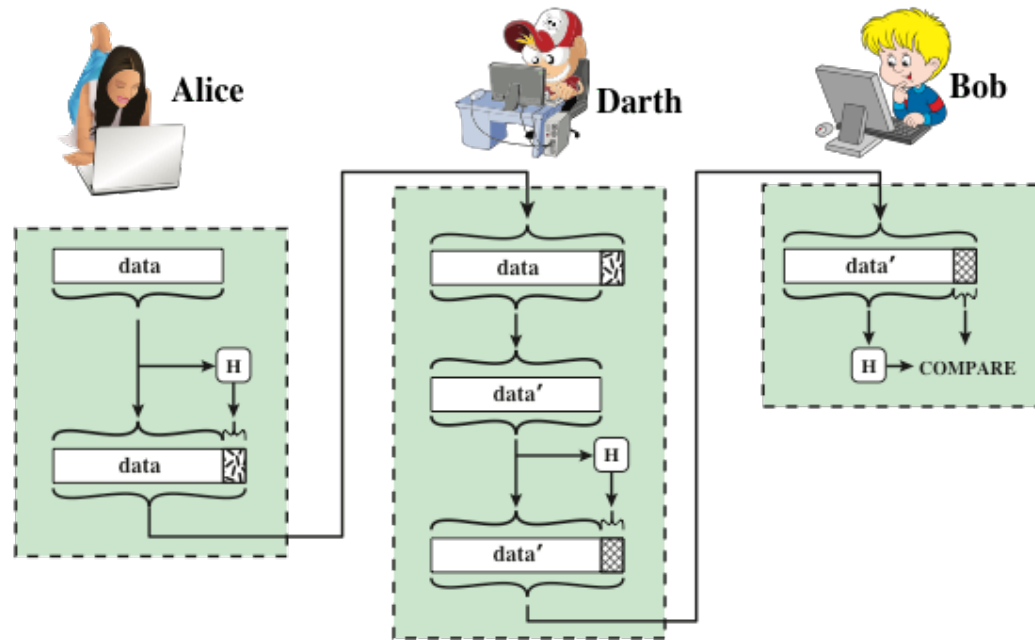 Alice
data
H
data
Darth
data
data′
H
data′
Bob
data′
H
COMPARE